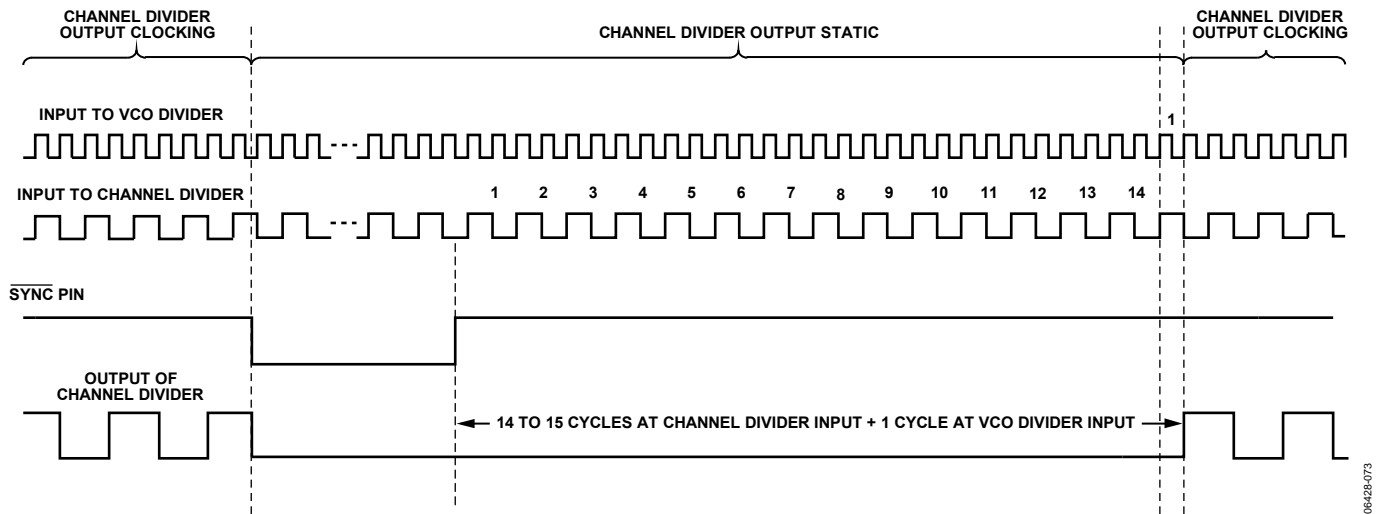 CHANNEL DIVIDER
OUTPUT CLOCKING
CHANNEL DIVIDER OUTPUT STATIC
CHANNEL DIVIDER
OUTPUT CLOCKING
INPUT TO VCO DIVIDER
1
INPUT TO CHANNEL DIVIDER
1 2 3 4 5 6 7 8 9 10 11 12 13 14
SYNC PIN
OUTPUT OF
CHANNEL DIVIDER
14 TO 15 CYCLES AT CHANNEL DIVIDER INPUT + 1 CYCLE AT VCO DIVIDER INPUT
06428-073